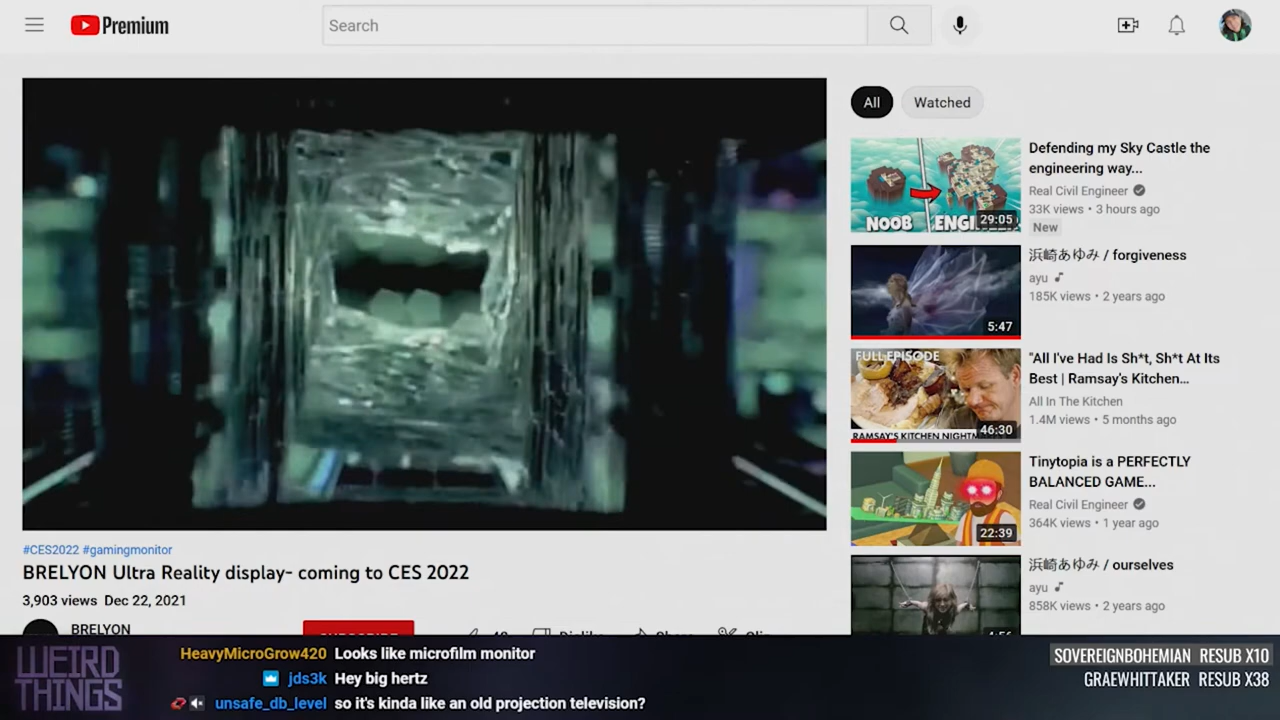 Premium
Search
All
Watched
NOOB
29:05
Defending my Sky Castle the
engineering way...
Real Civil Engineer
33K views • 3 hours ago
New
5:47
浜崎あゆみ / forgiveness
ayu
185K views • 2 years ago
FULL EPISODE
46:30
RAMSAY'S KITCHEN NIGHTM
"All I've Had Is Sh*t, Sh*t At Its
Best | Ramsay's Kitchen...
All In The Kitchen
1.4M views • 5 months ago
22:39
Tinytopia is a PERFECTLY
BALANCED GAME...
Real Civil Engineer
364K views • 1 year ago
浜崎あゆみ / ourselves
ayu
858K views • 2 years ago
#CES2022 #gamingmonitor
BRELYON Ultra Reality display- coming to CES 2022
3,903 views Dec 22, 2021
BRELYON
WEIRD
THINGS
HeavyMicroGrow420 Looks like microfilm monitor
jds3k Hey big hertz
unsafe_db_level so it's kinda like an old projection television?
SOVEREIGNBOHEMIAN RESUB X10
GRAEWHITTAKER RESUB X38